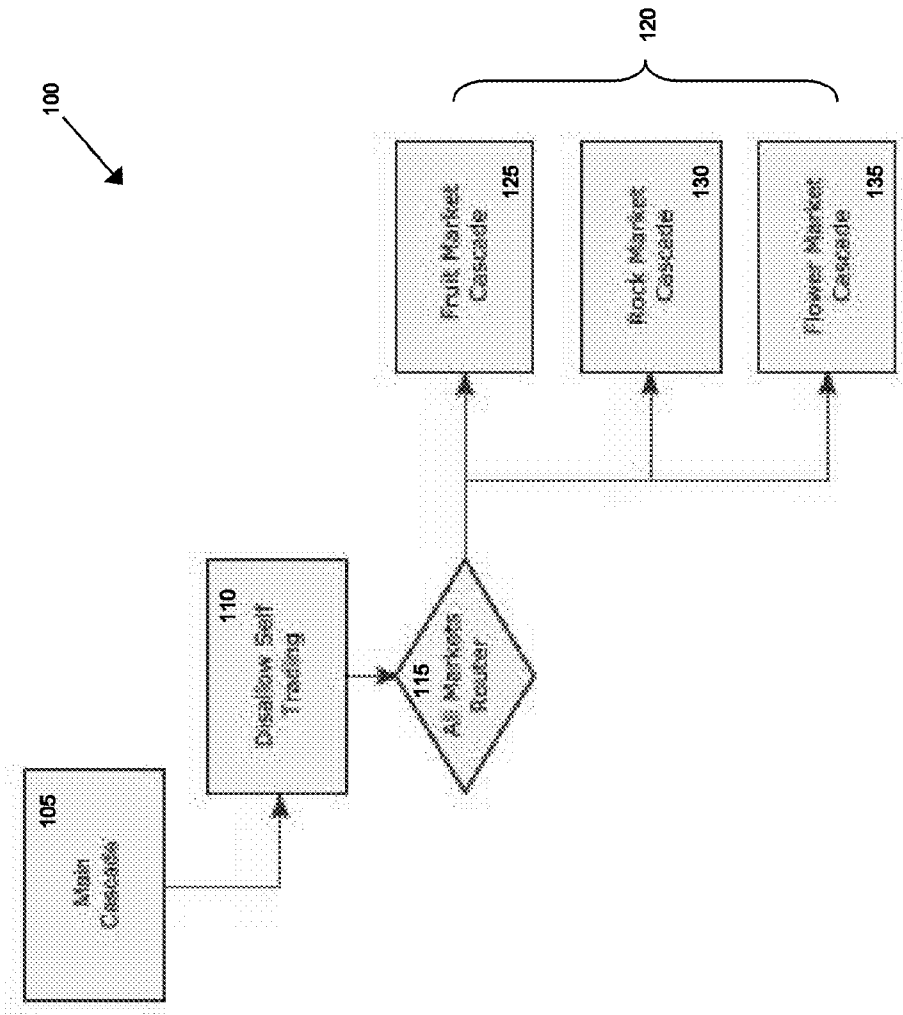 100
105
Main
Cascade
110
Disallow Self
Trading
115
All Markets
Router
120
Fruit Market
Cascade
125
Rock Market
Cascade
130
Flower Market
Cascade
135